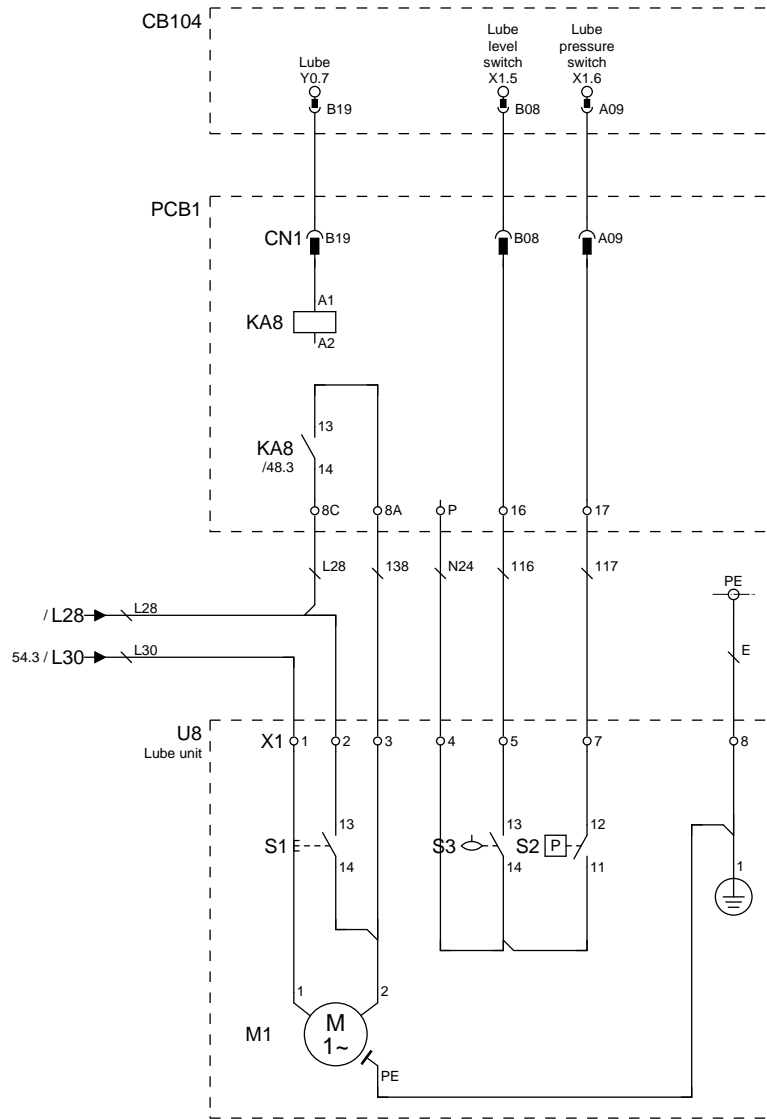 CB104
Lube
Y0.7
Lube
level
switch
X1.5
Lube
pressure
switch
X1.6
B19
B08
A09
PCB1
CN1
B19
B08
A09
A1
KA8
A2
13
KA8
/48.3
14
8C
8A
P
16
17
L28
138
N24
116
117
PE
/ L28
L28
54.3 / L30
L30
E
U8
Lube unit
X1
1
2
3
4
5
7
8
13
S1
E
14
13
S3
14
12
S2
P
11
1
1
2
M1
M
1~
PE